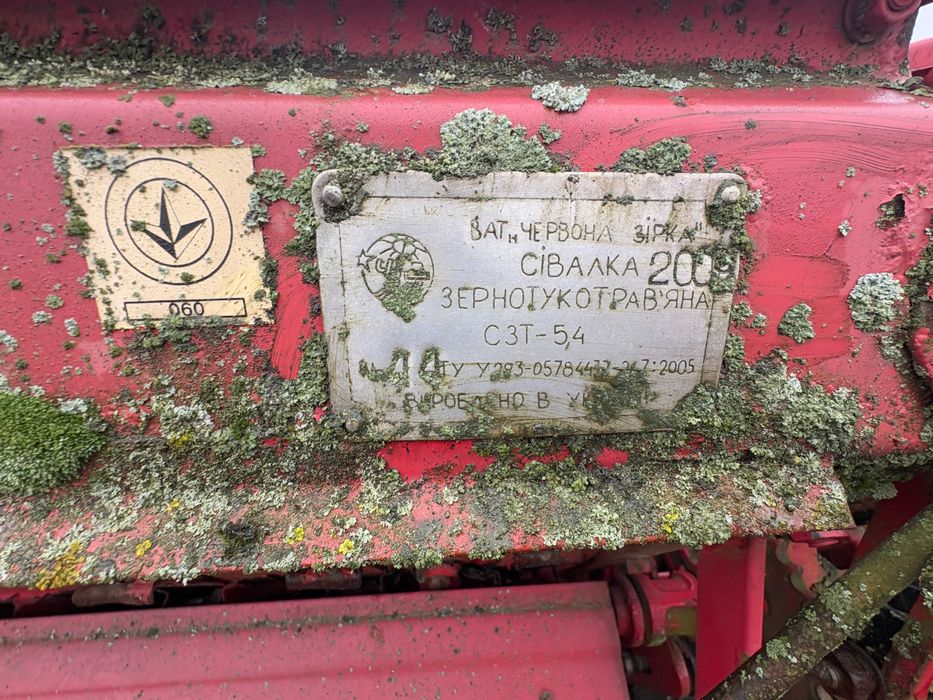 060
ВАТ „ЧЕРВОНА ЗІРКА"
СІВАЛКА 2009
ЗЕРНОТУКОТРАВ'ЯНА
СЗТ-5,4
ТУ У
ВИРОБЛЕНО В